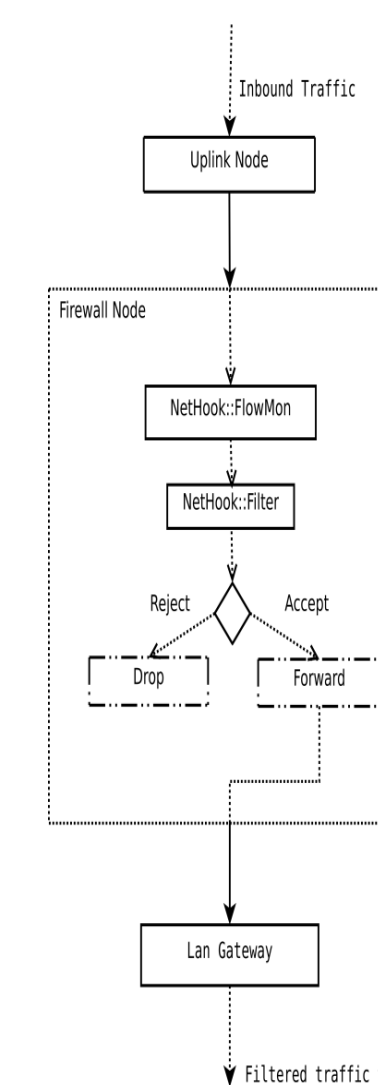 Inbound Traffic
Uplink Node
Firewall Node
NetHook::FlowMon
NetHook::Filter
Reject
Accept
Drop
Forward
Lan Gateway
Filtered traffic